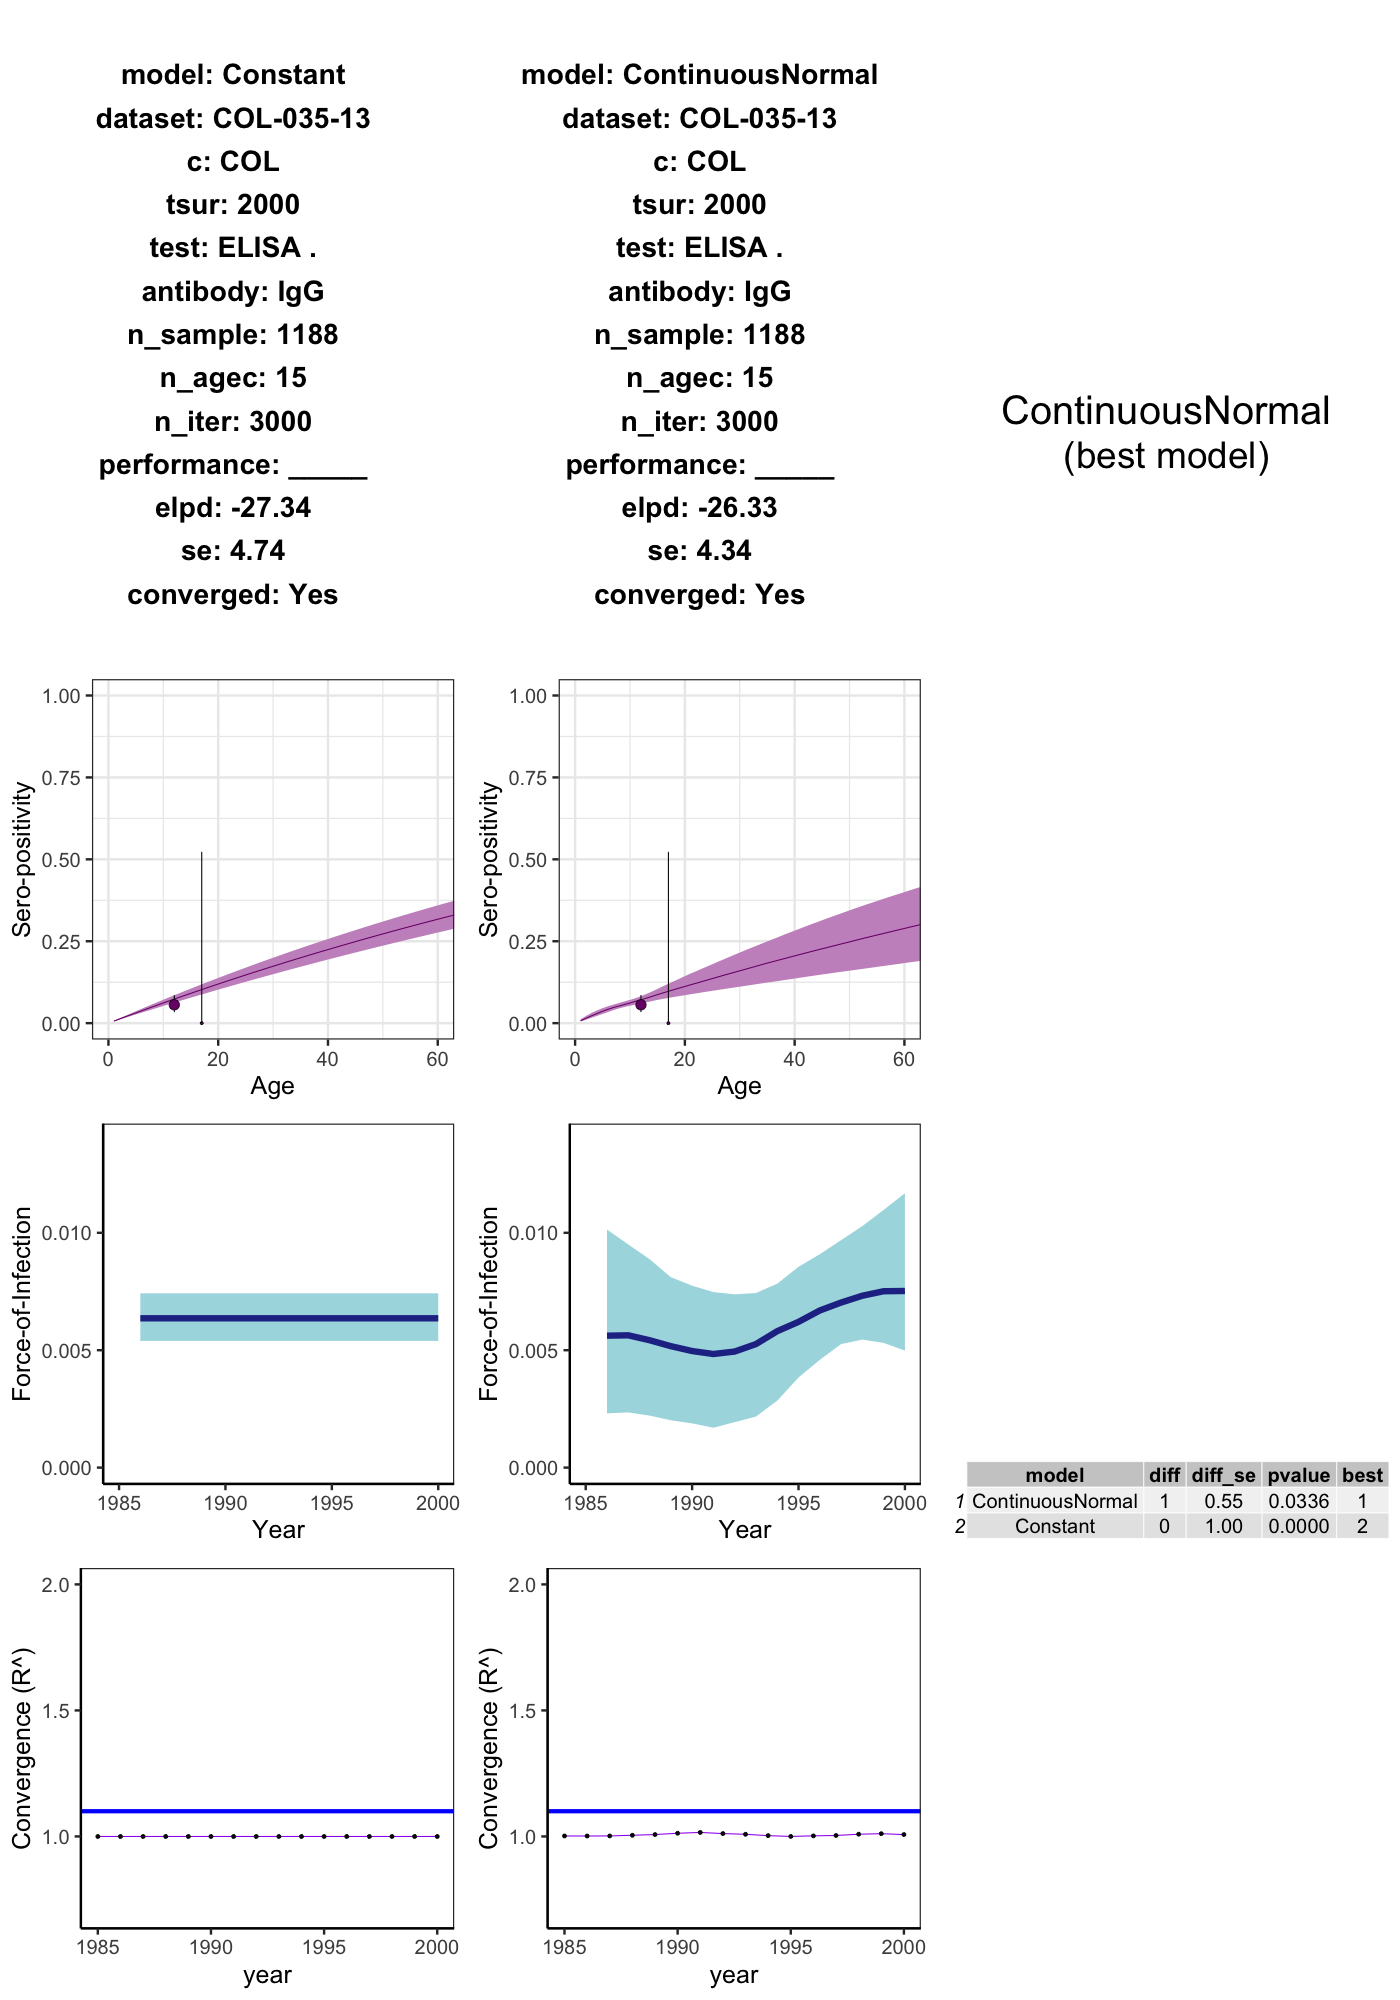 model: Constant
dataset: COL-035-13
c: COL
tsur: 2000
test: ELISA .
antibody: IgG
n_sample: 1188
n_agec: 15
n_iter: 3000
performance: _____
elpd: -27.34
se: 4.74
converged: Yes
model: ContinuousNormal
dataset: COL-035-13
c: COL
tsur: 2000
test: ELISA .
antibody: IgG
n_sample: 1188
n_agec: 15
n_iter: 3000
performance: _____
elpd: -26.33
se: 4.34
converged: Yes
ContinuousNormal
(best model)
Sero-positivity
1.00
0.75
0.50
0.25
0.00
0 20 40 60
Age
Sero-positivity
1.00
0.75
0.50
0.25
0.00
0 20 40 60
Age
Force-of-Infection
0.010
0.005
0.000
1985 1990 1995 2000
Year
Force-of-Infection
0.010
0.005
0.000
1985 1990 1995 2000
Year
model diff diff_se pvalue best
1 ContinuousNormal 1 0.55 0.0336 1
2 Constant 0 1.00 0.0000 2
Convergence (R^)
2.0
1.5
1.0
1985 1990 1995 2000
year
Convergence (R^)
2.0
1.5
1.0
1985 1990 1995 2000
year